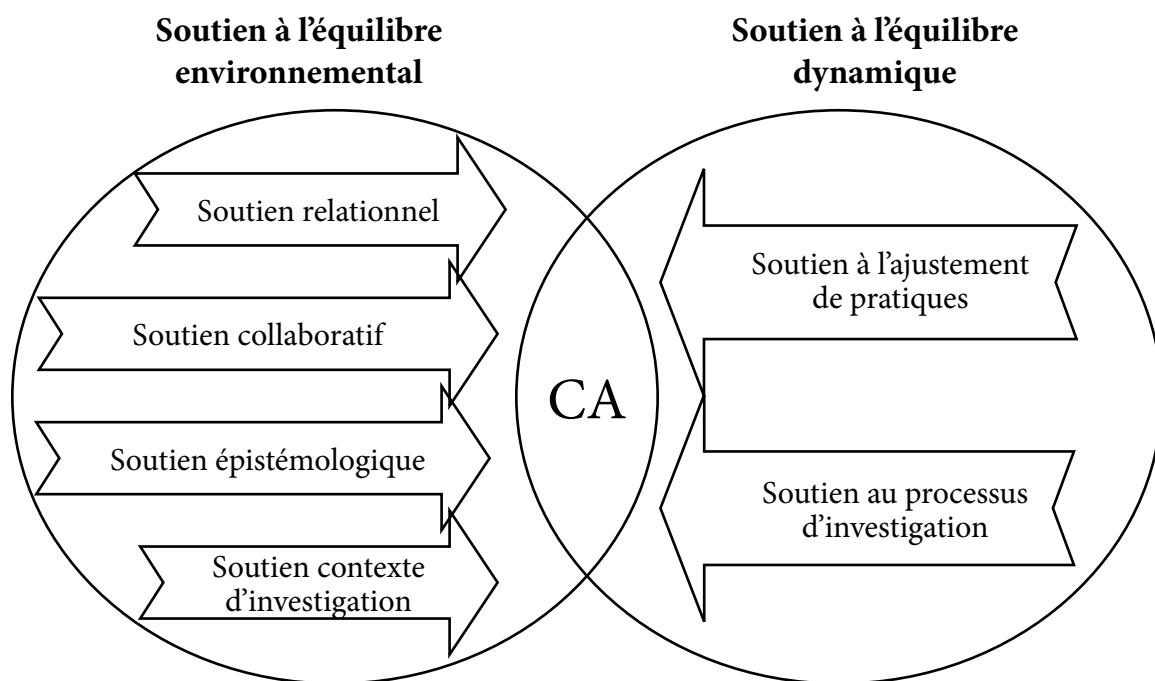 Soutien à l’équilibre
environnemental
Soutien à l’équilibre
dynamique
Soutien relationnel
Soutien collaboratif
Soutien épistémologique
Soutien contexte
d’investigation
CA
Soutien à l’ajustement
de pratiques
Soutien au processus
d’investigation